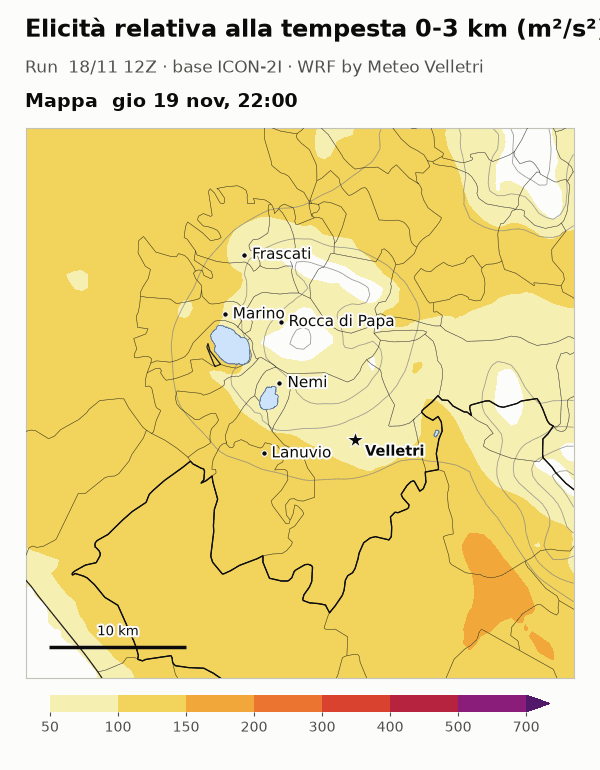 Elicità relativa alla tempesta 0-3 km (m²/s²)
Run 18/11 12Z · base ICON-2I · WRF by Meteo Velletri
Mappa gio 19 nov, 22:00
Frascati
Marino
Rocca di Papa
Nemi
Velletri
Lanuvio
10 km
50 100 150 200 300 400 500 700